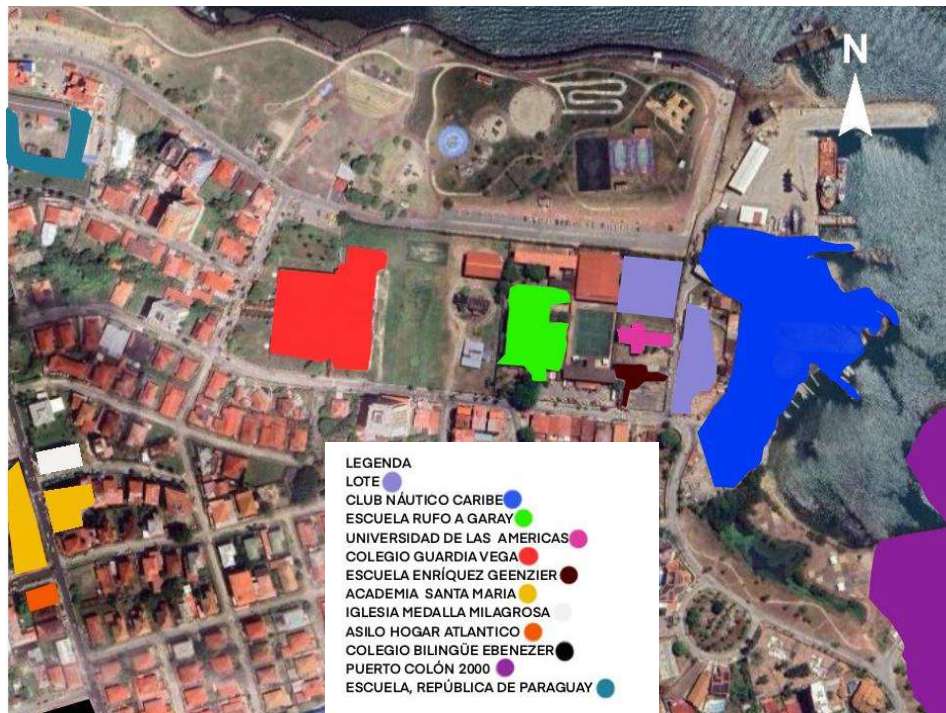 N
LEGENDA
LOTE
CLUB NÁUTICO CARIBE
ESCUELA RUFO A GARAY
UNIVERSIDAD DE LAS AMERICAS
COLEGIO GUARDIA VEGA
ESCUELA ENRÍQUEZ GEENZIER
ACADEMIA SANTA MARIA
IGLESIA MEDALLA MILAGROSA
ASILO HOGAR ATLANTICO
COLEGIO BILINGÜE EBENEZER
PUERTO COLÓN 2000
ESCUELA, REPÚBLICA DE PARAGUAY